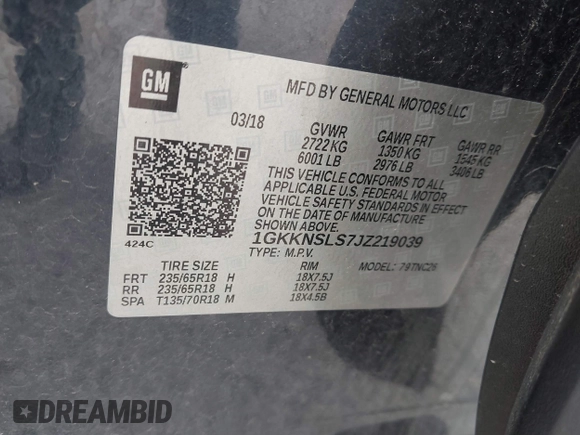 GM
MFD BY GENERAL MOTORS LLC
03/18 GVWR GAWR FRT GAWR RR
2722 KG 1350 KG 1545 KG
6001 LB 2976 LB 3406 LB
THIS VEHICLE CONFORMS TO ALL
APPLICABLE U.S. FEDERAL MOTOR
VEHICLE SAFETY STANDARDS IN EFFECT
ON THE DATE OF MANUFACTURE
SHOWN ABOVE.
424C 1GKKNSLS7JZ219039
TYPE: M.P.V.
TIRE SIZE RIM MODEL: 79TNC26
FRT 235/65R18 H 18X7.5J
RR 235/65R18 H 18X7.5J
SPA T135/70R18 M 18X4.5B
DREAMBID